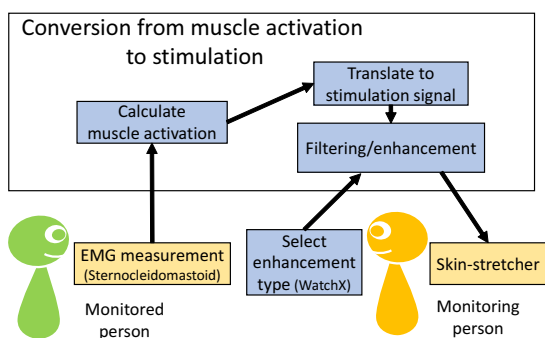 Conversion from muscle activation
to stimulation
Translate to
stimulation signal
Calculate
muscle activation
Filtering/enhancement
EMG measurement
(Sternocleidomastoid)
Select
enhancement
type (WatchX)
Skin-stretcher
Monitored
person
Monitoring
person